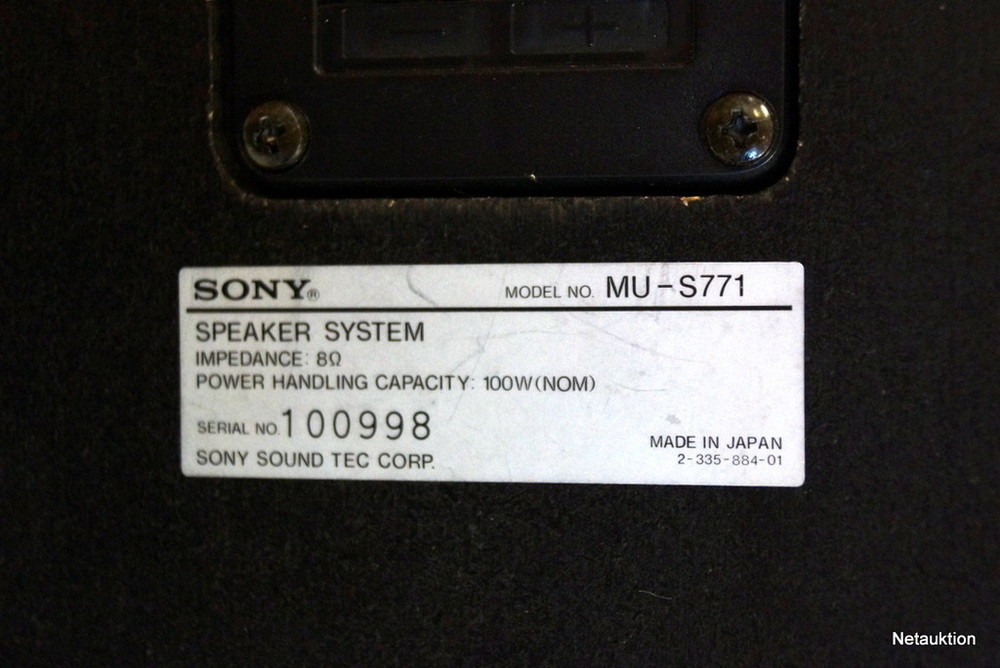 − +
SONY® MODEL NO. MU-S771
SPEAKER SYSTEM
IMPEDANCE: 8Ω
POWER HANDLING CAPACITY: 100W(NOM)
SERIAL NO. 100998
MADE IN JAPAN
SONY SOUND TEC CORP. 2-335-884-01
Netauktion